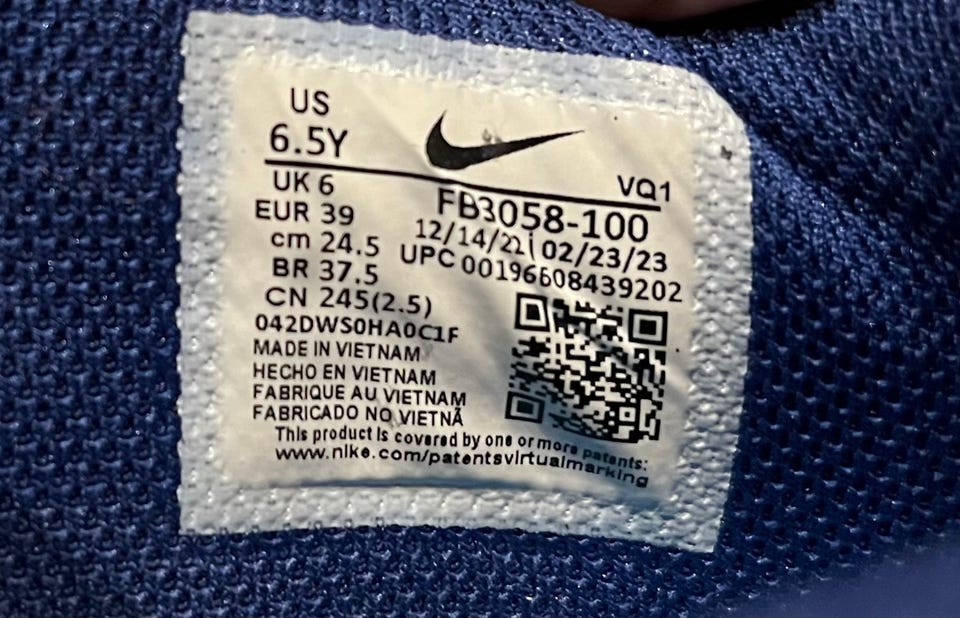 US
6.5Y
VQ1
UK 6
FB3058-100
EUR 39
12/14/22 02/23/23
cm 24.5
UPC 00196608439202
BR 37.5
CN 245(2.5)
042DWS0HA0C1F
MADE IN VIETNAM
HECHO EN VIETNAM
FABRIQUE AU VIETNAM
FABRICADO NO VIETNÃ
This product is covered by one or more patents:
www.nike.com/patentsvirtualmarking